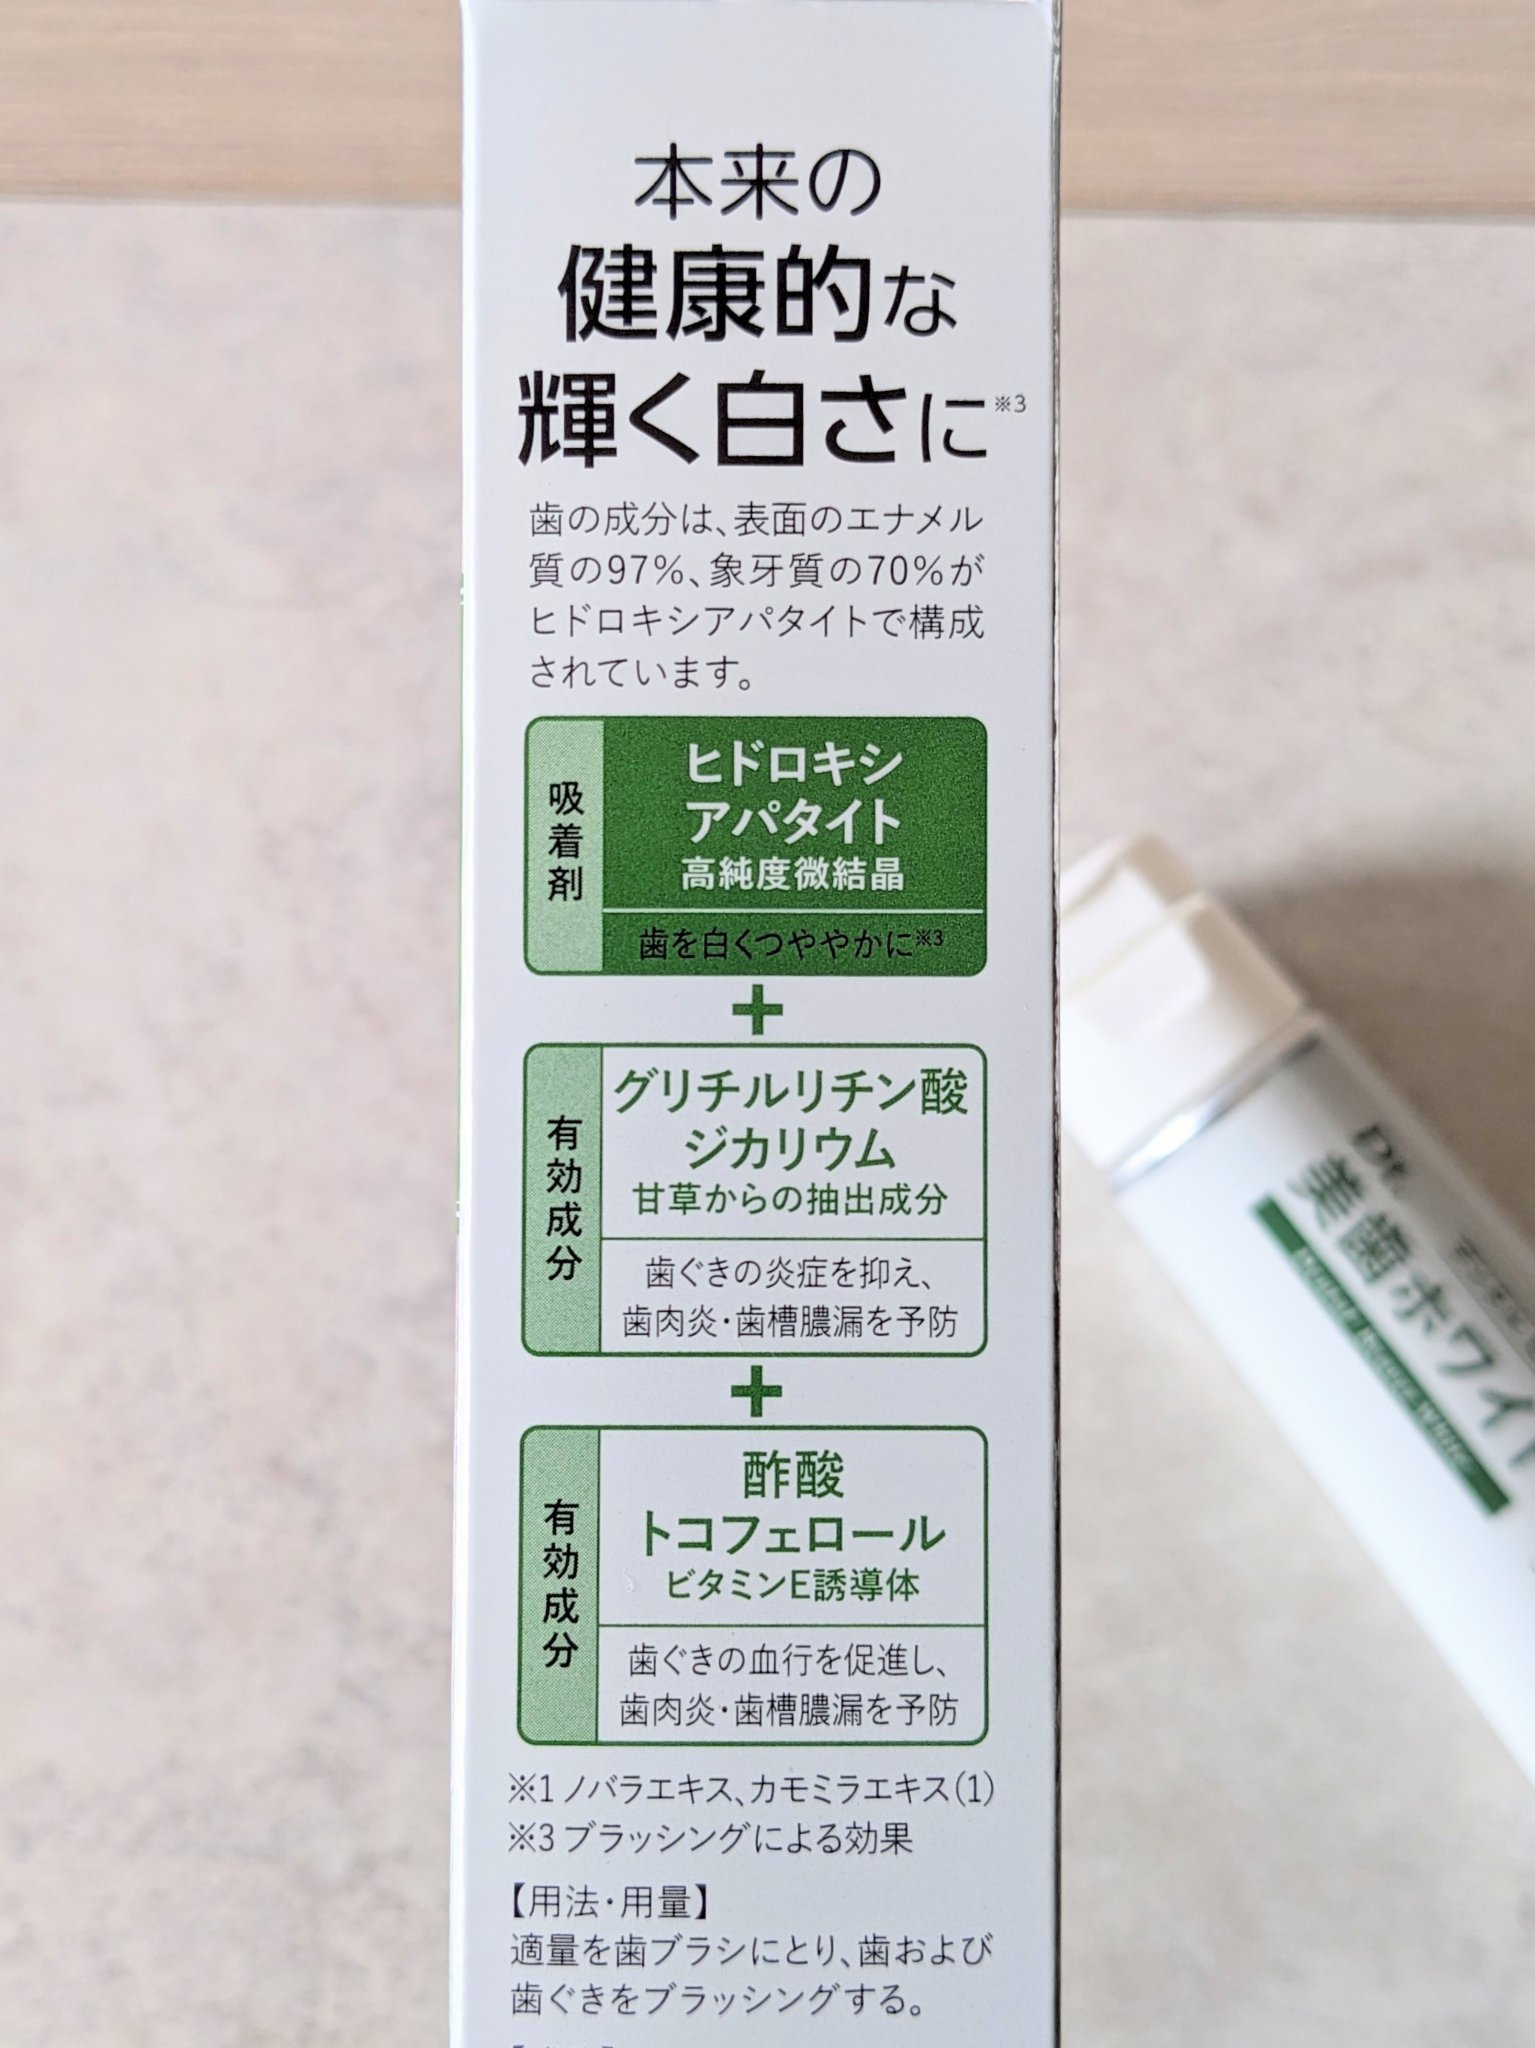 本来の
健康的な
輝く白さに※3
歯の成分は、表面のエナメル
質の97%、象牙質の70%が
ヒドロキシアパタイトで構成
されています。
吸着剤
ヒドロキシ
アパタイト
高純度微結晶
歯を白くつややかに※3
+
有効成分
グリチルリチン酸
ジカリウム
甘草からの抽出成分
歯ぐきの炎症を抑え、
歯肉炎・歯槽膿漏を予防
+
有効成分
酢酸
トコフェロール
ビタミンE誘導体
歯ぐきの血行を促進し、
歯肉炎・歯槽膿漏を予防
※1 ノバラエキス、カモミラエキス(1)
※3 ブラッシングによる効果
【用法・用量】
適量を歯ブラシにとり、歯および
歯ぐきをブラッシングする。
Dr.
美歯ホワイト